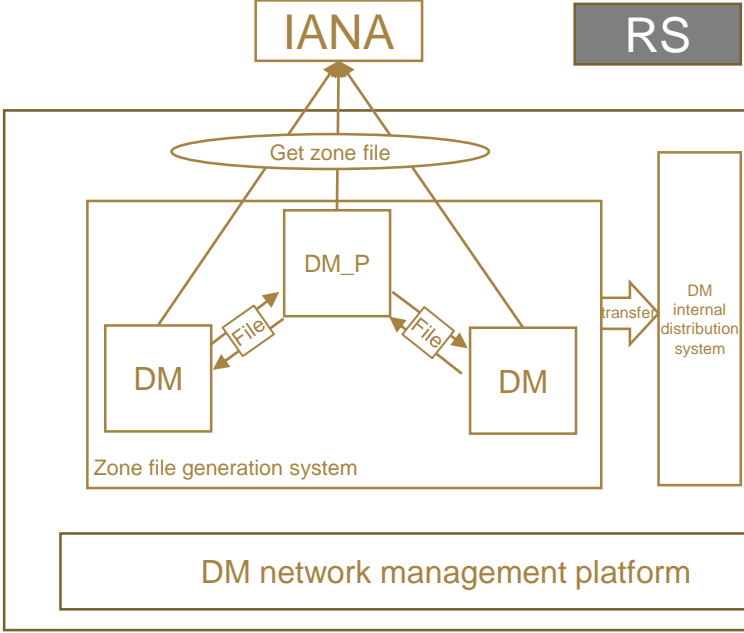 IANA
RS
Get zone file
DM_P
File
File
DM
DM
Zone file generation system
transfer
DM
internal
distribution
system
DM network management platform